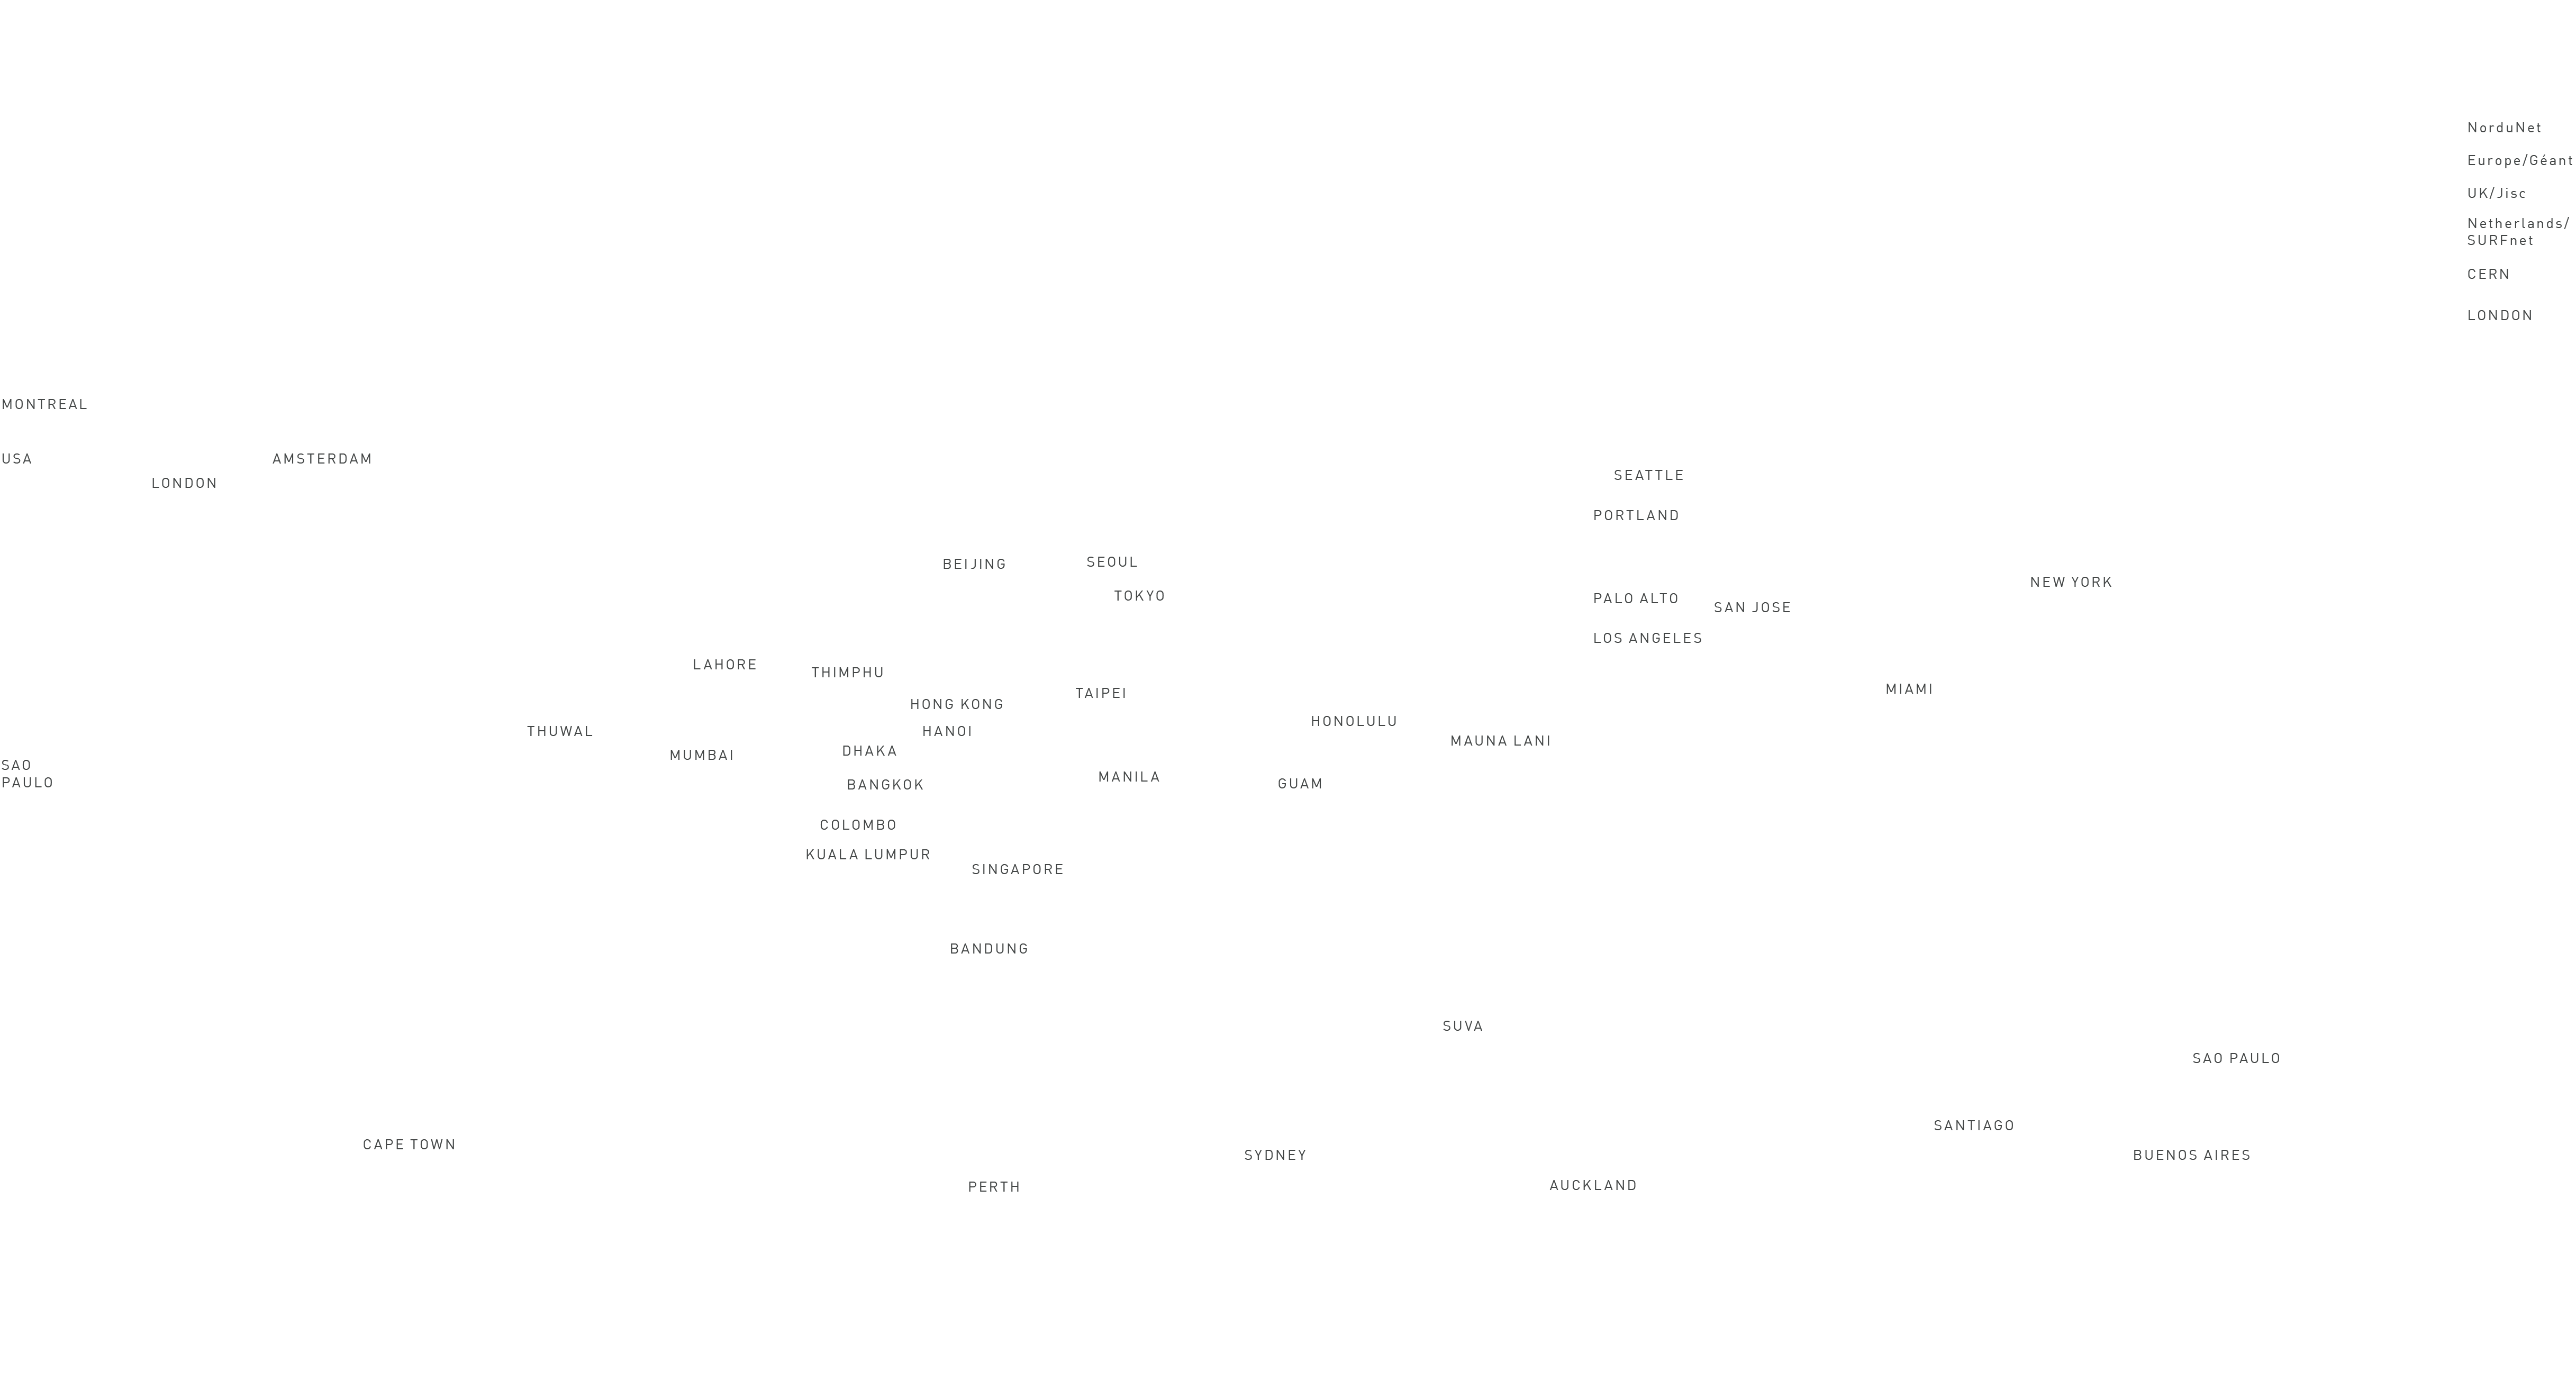 NorduNet
Europe/Géant
UK/Jisc
Netherlands/
SURFnet
CERN
LONDON
MONTREAL
USA
AMSTERDAM
LONDON
SEATTLE
PORTLAND
BEIJING
SEOUL
NEW YORK
TOKYO
PALO ALTO
SAN JOSE
LOS ANGELES
LAHORE
THIMPHU
MIAMI
TAIPEI
HONG KONG
HONOLULU
THUWAL
HANOI
MAUNA LANI
DHAKA
MUMBAI
SAO
PAULO
MANILA
GUAM
BANGKOK
COLOMBO
KUALA LUMPUR
SINGAPORE
BANDUNG
SUVA
SAO PAULO
SANTIAGO
CAPE TOWN
SYDNEY
BUENOS AIRES
PERTH
AUCKLAND